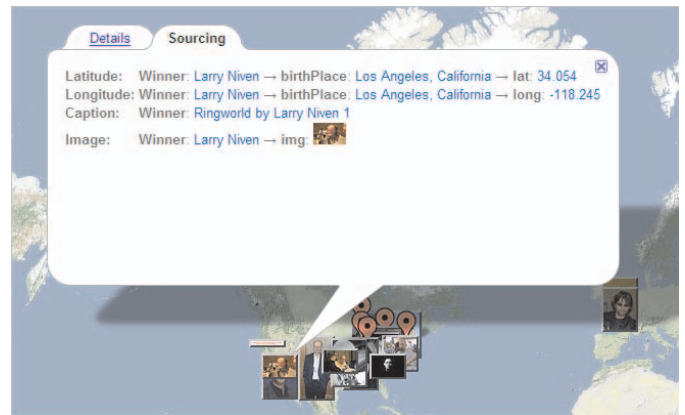 Details Sourcing
Latitude: Winner: Larry Niven → birthPlace: Los Angeles, California → lat: 34.054
Longitude: Winner: Larry Niven → birthPlace: Los Angeles, California → long: -118.245
Caption: Winner: Ringworld by Larry Niven 1
Image: Winner: Larry Niven → img: